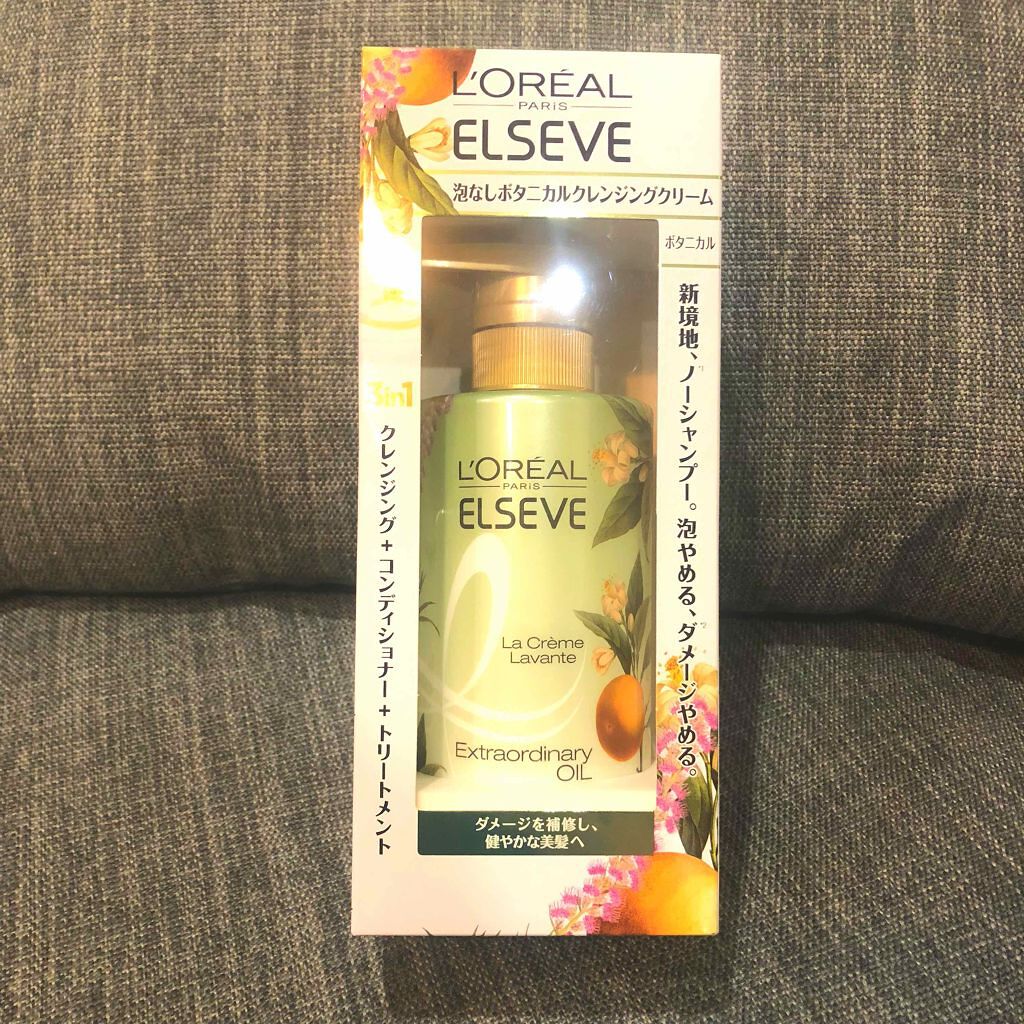 L'ORÉAL
PARiS
ELSEVE
泡なしボタニカルクレンジングクリーム
ボタニカル
新境地、ノーシャンプー。泡やめる、ダメージやめる。
*1
*2
3in1
クレンジング+コンディショナー+トリートメント
L'ORÉAL
PARiS
ELSEVE
La Crème
Lavante
Extraordinary
OIL
ダメージを補修し、
健やかな美髪へ